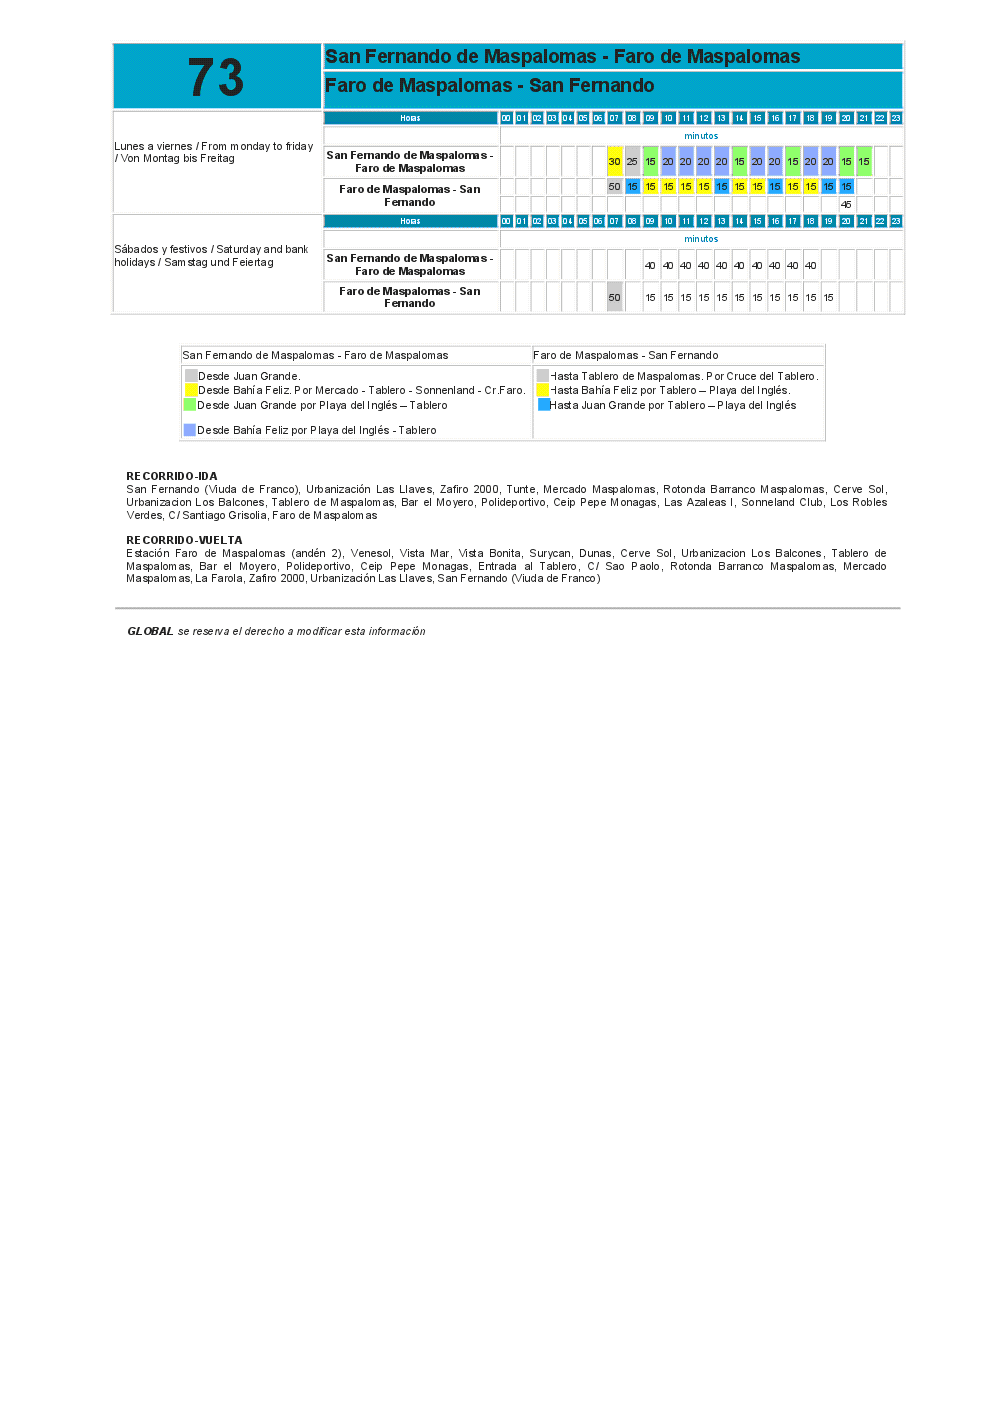 73
San Fernando de Maspalomas - Faro de Maspalomas
Faro de Maspalomas - San Fernando
Lunes a viernes / From monday to friday
/ Von Montag bis Freitag
Horas 00 01 02 03 04 05 06 07 08 09 10 11 12 13 14 15 16 17 18 19 20 21 22 23
minutos
San Fernando de Maspalomas -
Faro de Maspalomas
30 25 15 20 20 20 20 15 20 20 15 20 20 15 15
Faro de Maspalomas - San
Fernando
50 15 15 15 15 15 15 15 15 15 15 15 15 15
45
Sábados y festivos / Saturday and bank
holidays / Samstag und Feiertag
Horas 00 01 02 03 04 05 06 07 08 09 10 11 12 13 14 15 16 17 18 19 20 21 22 23
minutos
San Fernando de Maspalomas -
Faro de Maspalomas
40 40 40 40 40 40 40 40 40 40
Faro de Maspalomas - San
Fernando
50 15 15 15 15 15 15 15 15 15 15 15
San Fernando de Maspalomas - Faro de Maspalomas
Desde Juan Grande.
Desde Bahía Feliz. Por Mercado - Tablero - Sonnenland - Cr.Faro.
Desde Juan Grande por Playa del Inglés – Tablero
Desde Bahía Feliz por Playa del Inglés - Tablero
Faro de Maspalomas - San Fernando
Hasta Tablero de Maspalomas. Por Cruce del Tablero.
Hasta Bahía Feliz por Tablero – Playa del Inglés.
Hasta Juan Grande por Tablero – Playa del Inglés
RECORRIDO-IDA
San Fernando (Viuda de Franco), Urbanización Las Llaves, Zafiro 2000, Tunte, Mercado Maspalomas, Rotonda Barranco Maspalomas, Cerve Sol,
Urbanizacion Los Balcones, Tablero de Maspalomas, Bar el Moyero, Polideportivo, Ceip Pepe Monagas, Las Azaleas I, Sonneland Club, Los Robles
Verdes, C/ Santiago Grisolia, Faro de Maspalomas
RECORRIDO-VUELTA
Estación Faro de Maspalomas (andén 2), Venesol, Vista Mar, Vista Bonita, Surycan, Dunas, Cerve Sol, Urbanizacion Los Balcones, Tablero de
Maspalomas, Bar el Moyero, Polideportivo, Ceip Pepe Monagas, Entrada al Tablero, C/ Sao Paolo, Rotonda Barranco Maspalomas, Mercado
Maspalomas, La Farola, Zafiro 2000, Urbanización Las Llaves, San Fernando (Viuda de Franco)
GLOBAL se reserva el derecho a modificar esta información